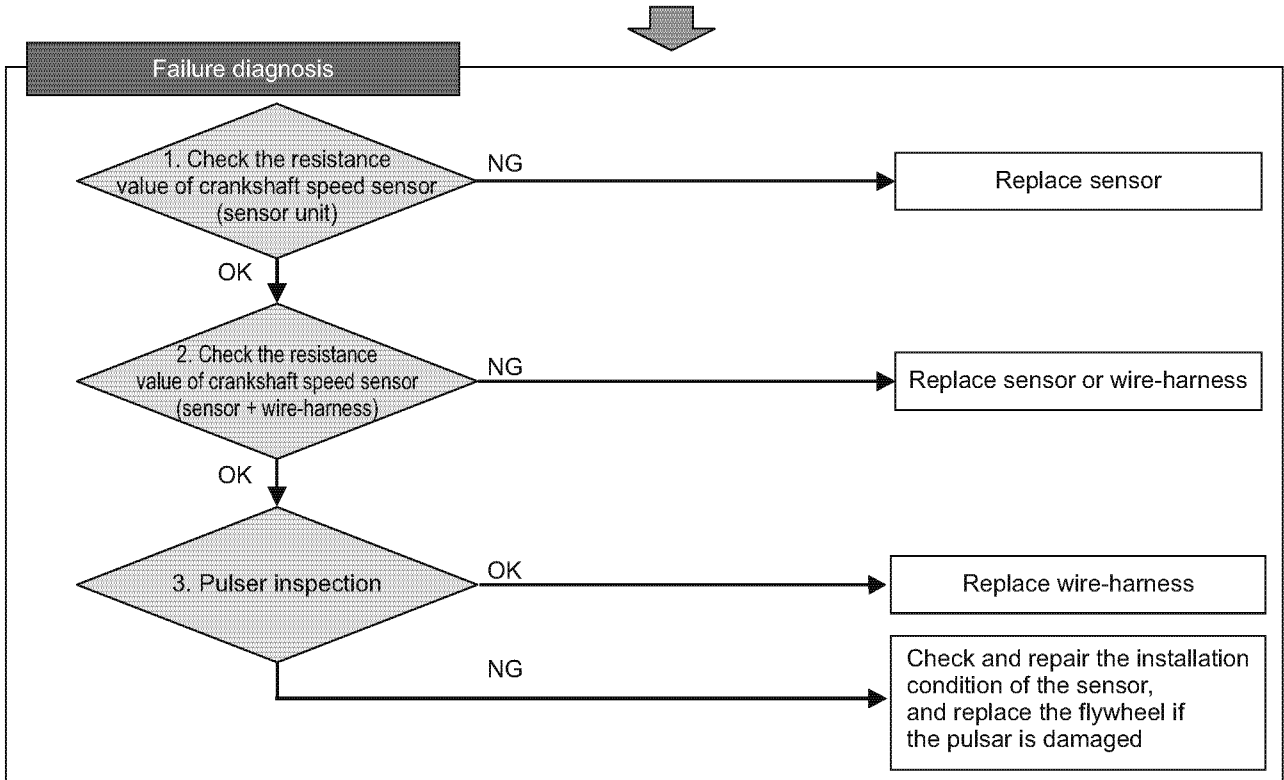 Failure diagnosis
1. Check the resistance
value of crankshaft speed sensor
(sensor unit)
NG
Replace sensor
OK
2. Check the resistance
value of crankshaft speed sensor
(sensor + wire-harness)
NG
Replace sensor or wire-harness
OK
3. Pulser inspection
OK
Replace wire-harness
NG
Check and repair the installation
condition of the sensor,
and replace the flywheel if
the pulsar is damaged